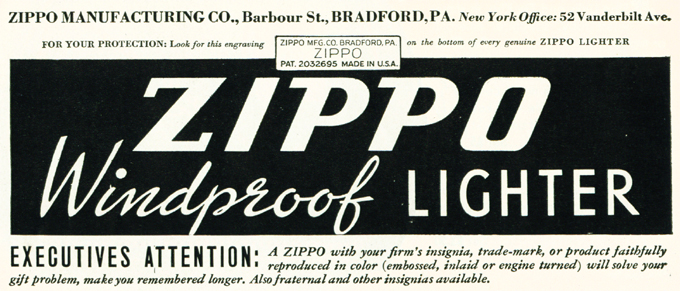 ZIPPO MANUFACTURING CO., Barbour St., BRADFORD, PA. New York Office: 52 Vanderbilt Ave.
FOR YOUR PROTECTION: Look for this engraving
ZIPPO MFG. CO. BRADFORD, PA.
ZIPPO
PAT. 2032695 MADE IN U.S.A.
on the bottom of every genuine ZIPPO LIGHTER
ZIPPO
Windproof LIGHTER
EXECUTIVES ATTENTION: A ZIPPO with your firm's insignia, trade-mark, or product faithfully
reproduced in color (embossed, inlaid or engine turned) will solve your
gift problem, make you remembered longer. Also fraternal and other insignias available.